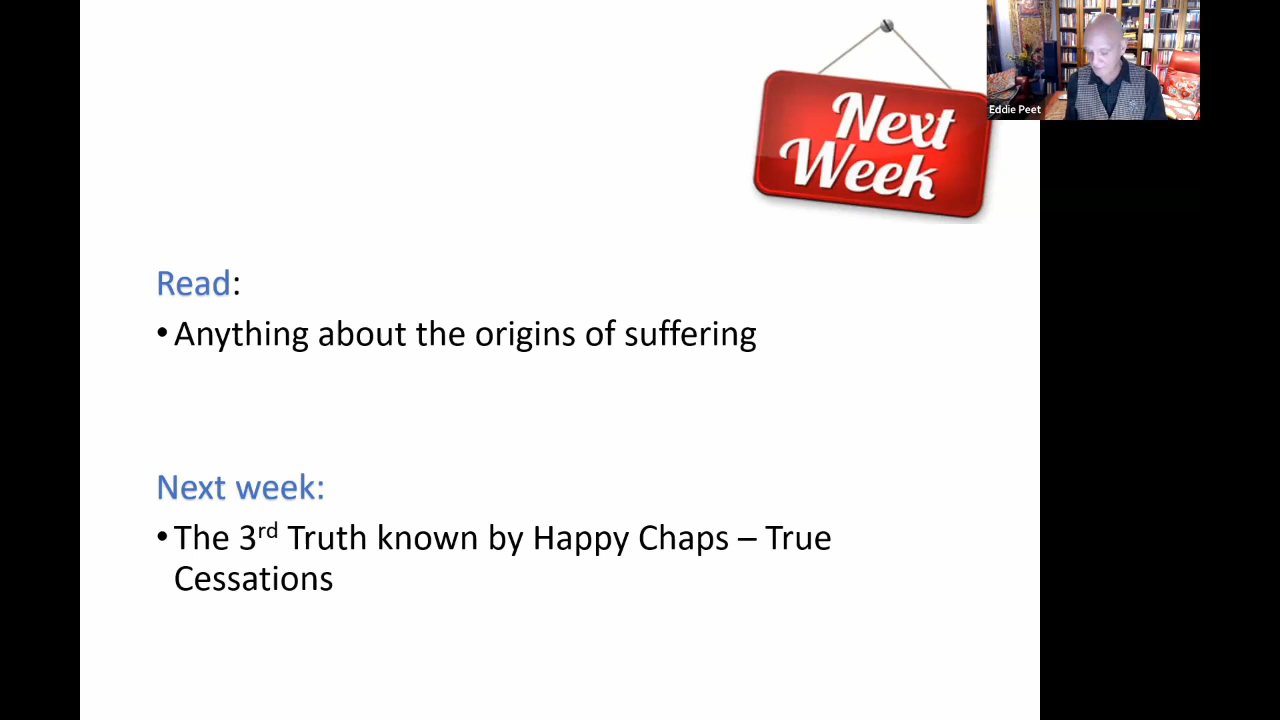 Next
Week
Eddie Peet
Read:
•Anything about the origins of suffering
Next week:
•The 3rd Truth known by Happy Chaps – True
Cessations